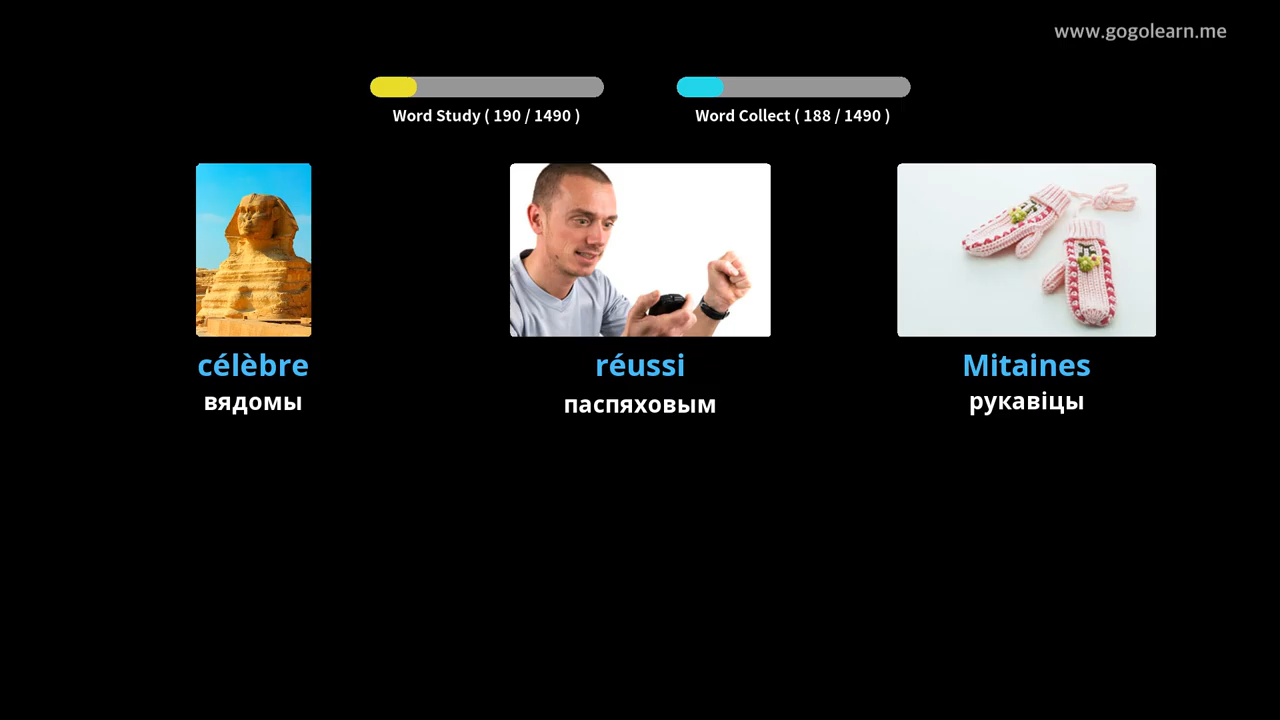 www.gogolearn.me
Word Study ( 190 / 1490 )
Word Collect ( 188 / 1490 )
célèbre
вядомы
réussi
паспяховым
Mitaines
рукавіцы